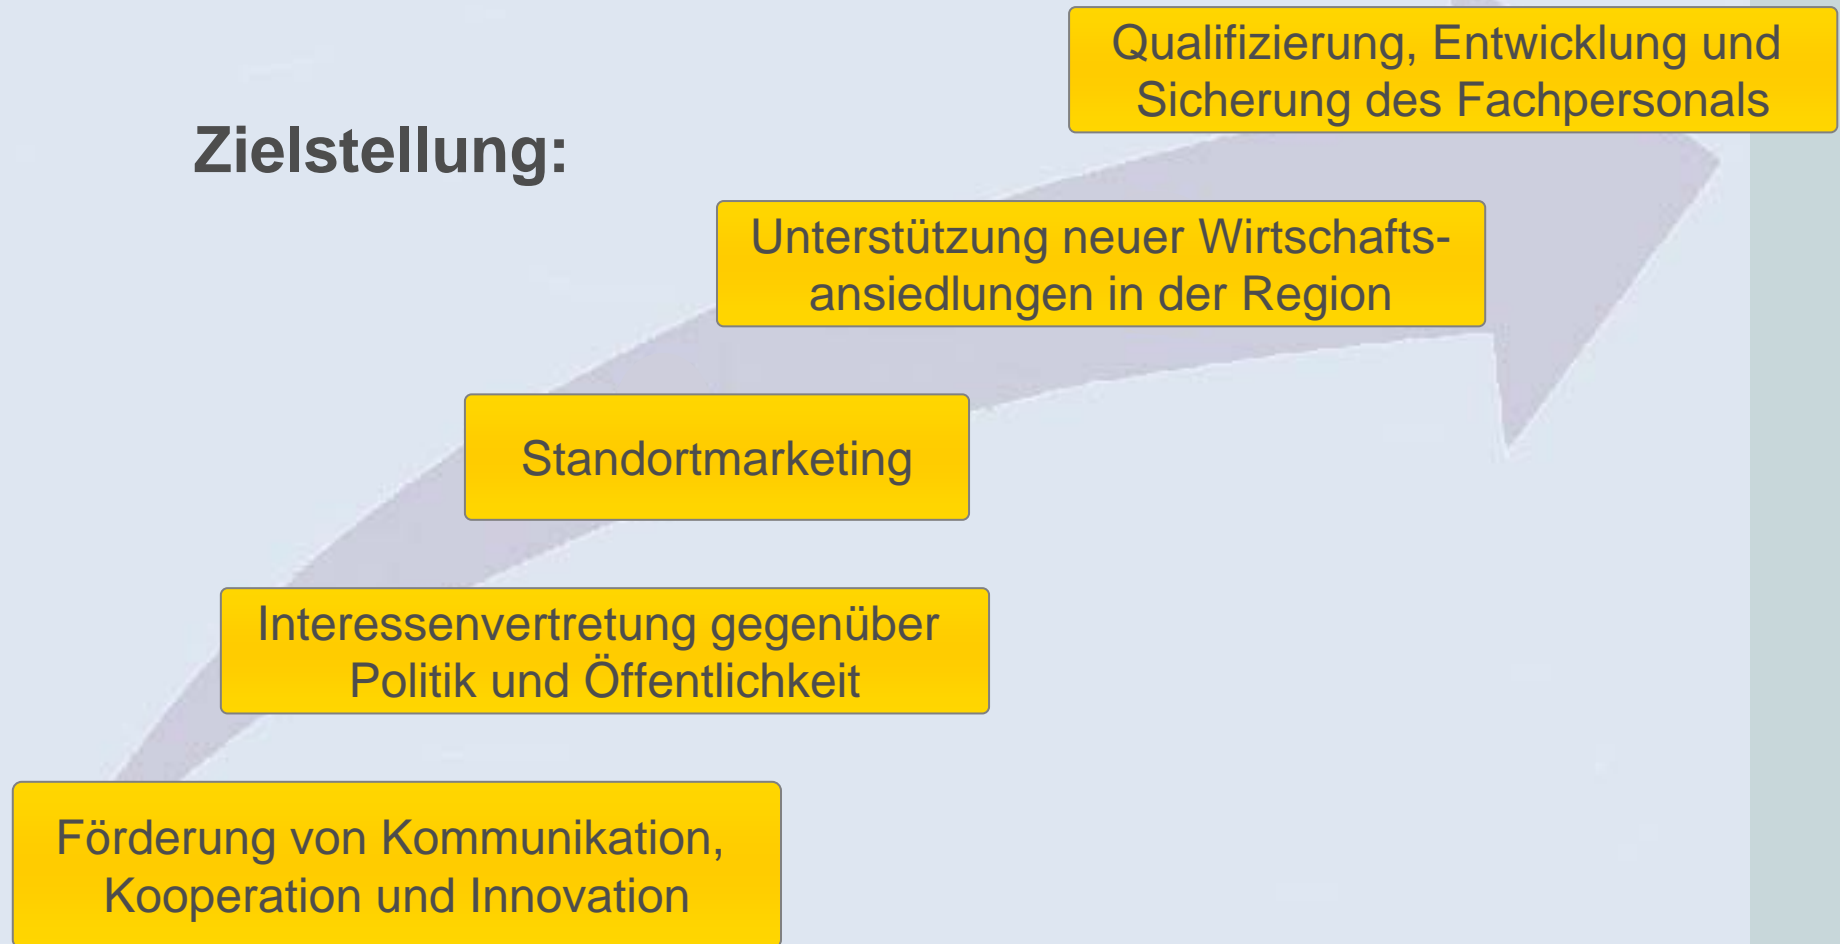 Qualifizierung, Entwicklung und
Sicherung des Fachpersonals
Zielstellung:
Unterstützung neuer Wirtschafts-
ansiedlungen in der Region
Standortmarketing
Interessenvertretung gegenüber
Politik und Öffentlichkeit
Förderung von Kommunikation,
Kooperation und Innovation